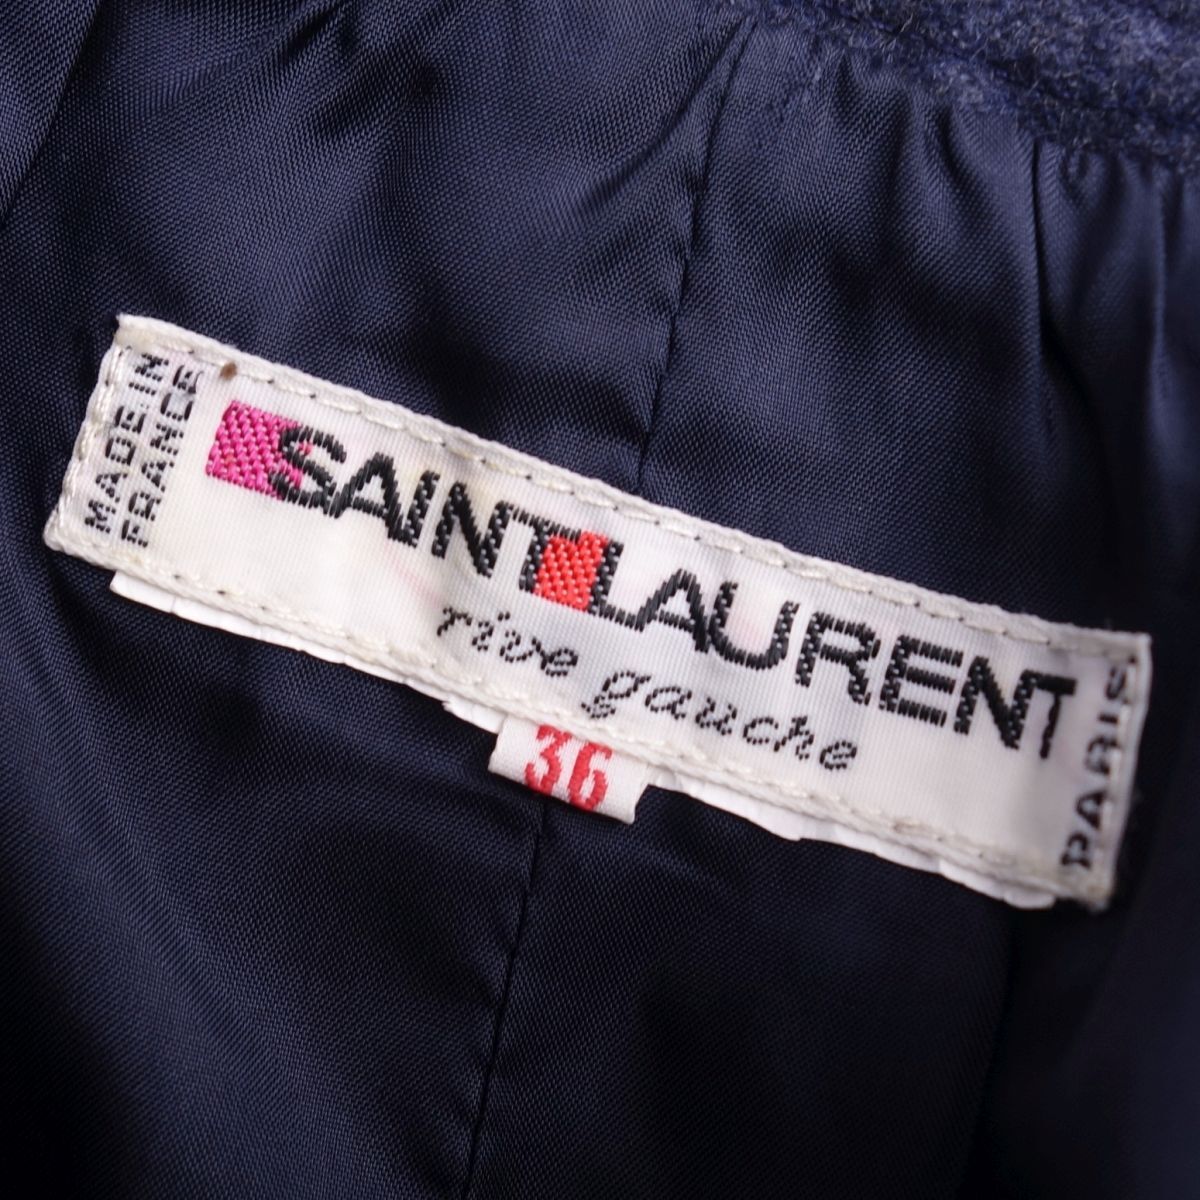 MADE IN
FRANCE
SAINT LAURENT
rive gauche
PARIS
36